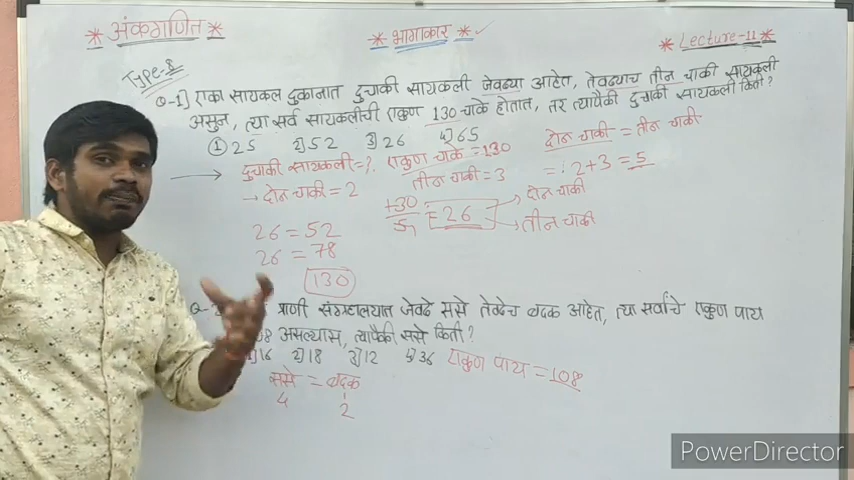 * अंकगणित *
* भागाकार * ✓
* Lecture-11 *
Type-8
Q-1] एका सायकल दुकानात दुचाकी सायकली जेवढ्या आहेत, तेवढ्याच तीन चाकी सायकली
असुन, त्या सर्व सायकलीची एकुण 130 चाके होतात, तर त्यापैकी दुचाकी सायकली किती?
① 25 2) 52 3) 26 4) 65
दुचाकी सायकली = ?. एकुण चाके = 130
दोन चाकी = तीन चाकी
→ दोन चाकी = 2
तीन चाकी = 3
= 2+3 = 5
130/5 = 26
दोन चाकी
तीन चाकी
26 = 52
26 = 78
130
प्राणी संग्रहालयात जेवढे ससे तेवढेच बदक आहेत, त्या सर्वांचे एकुण पाय
108 असल्यास, त्यापैकी ससे किती?
1) 16 2) 18 3) 12 4) 36
एकुण पाय = 108
ससे = बदक
4 2
PowerDirector